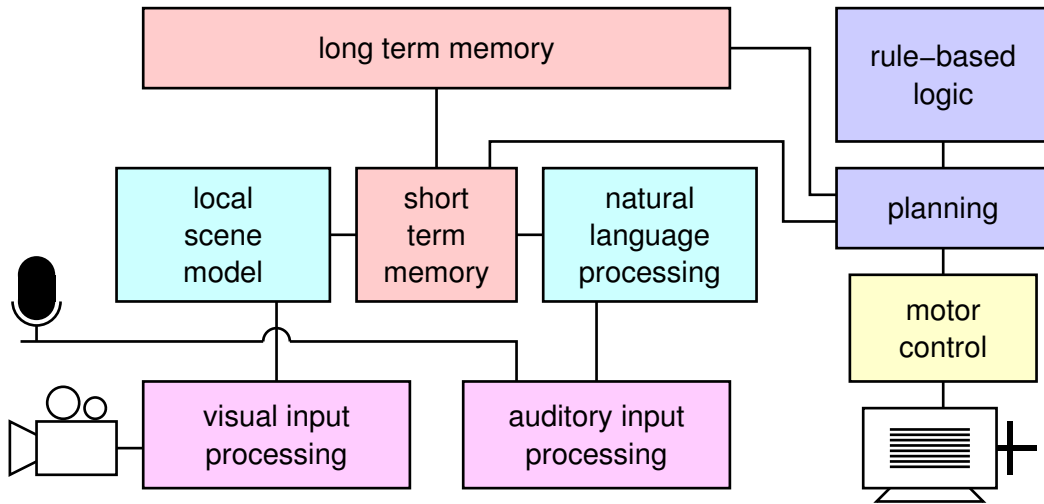 long term memory
rule−based
logic
local
scene
model
short
term
memory
natural
language
processing
planning
motor
control
visual input
processing
auditory input
processing